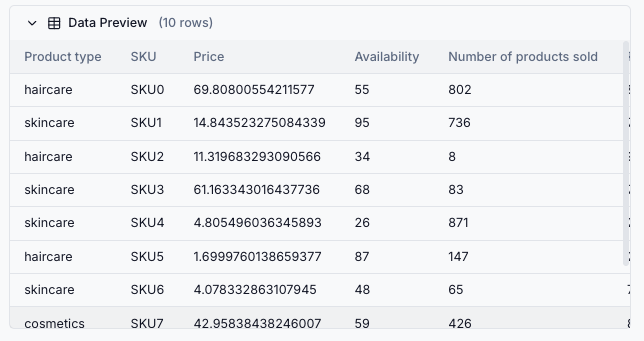 Data Preview (10 rows)
Product type SKU Price Availability Number of products sold
haircare SKU0 69.80800554211577 55 802
skincare SKU1 14.843523275084339 95 736
haircare SKU2 11.319683293090566 34 8
skincare SKU3 61.163343016437736 68 83
skincare SKU4 4.805496036345893 26 871
haircare SKU5 1.6999760138659377 87 147
skincare SKU6 4.078332863107945 48 65
cosmetics SKU7 42.95838438246007 59 426